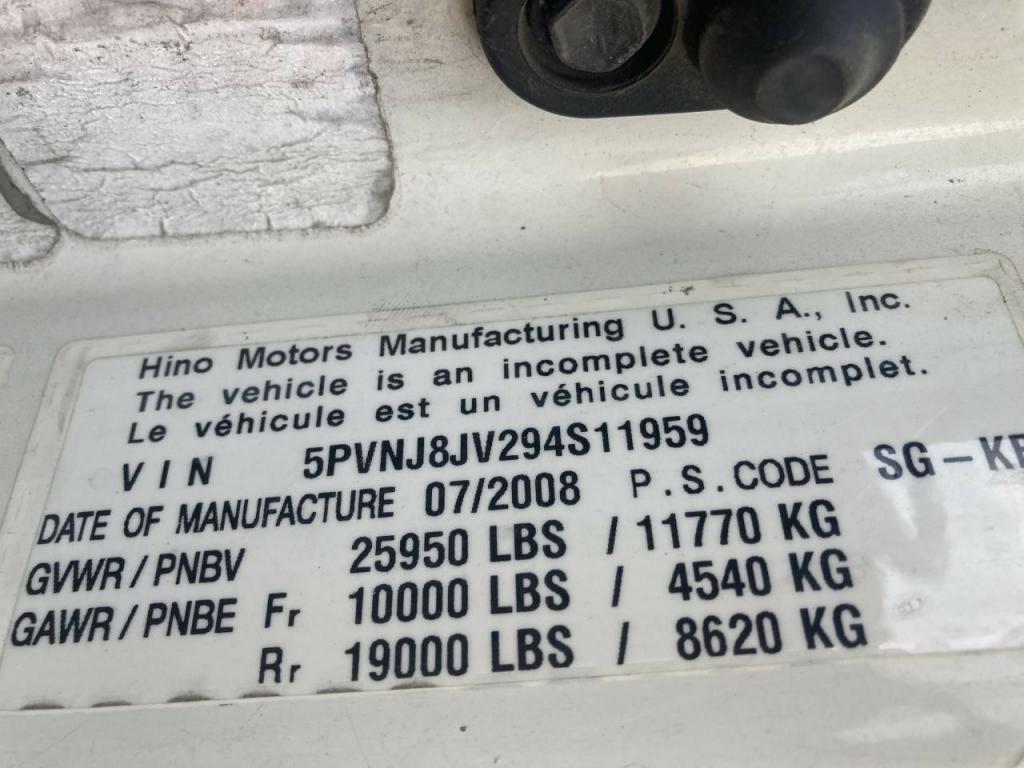 Hino Motors Manufacturing U. S. A., Inc.
The vehicle is an incomplete vehicle.
Le véhicule est un véhicule incomplet.
VIN 5PVNJ8JV294S11959
DATE OF MANUFACTURE 07/2008 P.S.CODE SG-KF
GVWR/PNBV 25950 LBS / 11770 KG
GAWR/PNBE Fr 10000 LBS / 4540 KG
Rr 19000 LBS / 8620 KG